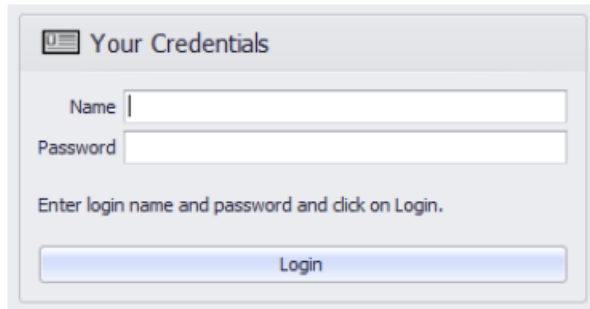 Your Credentials
Name
Password
Enter login name and password and click on Login.
Login